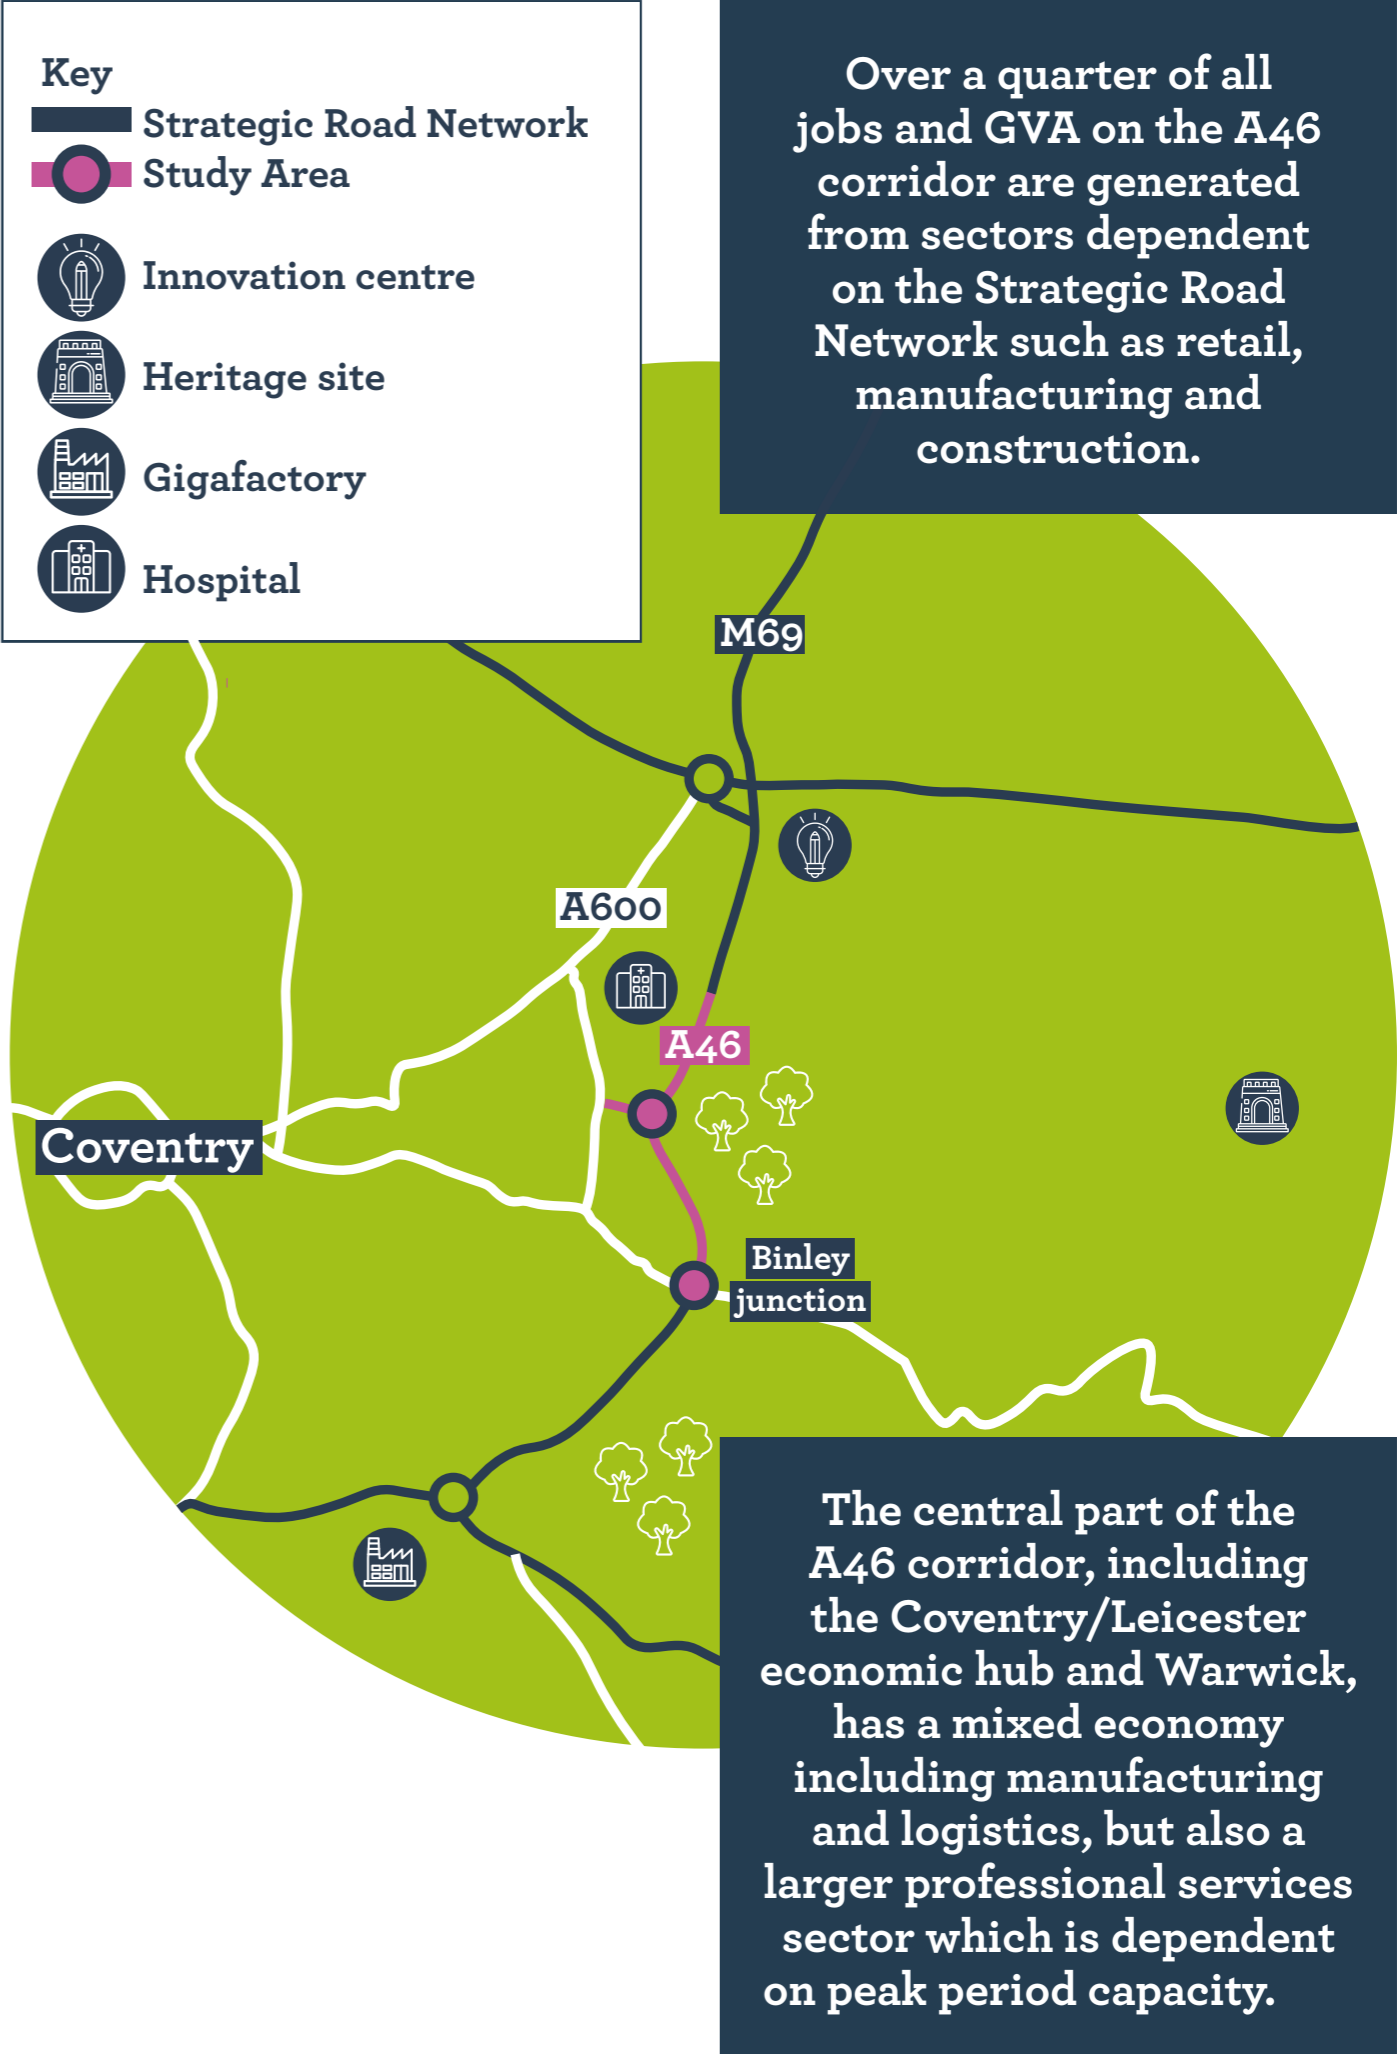 Key
Strategic Road Network
Study Area
Innovation centre
Heritage site
Gigafactory
Hospital
Over a quarter of all
jobs and GVA on the A46
corridor are generated
from sectors dependent
on the Strategic Road
Network such as retail,
manufacturing and
construction.
M69
A600
A46
Coventry
Binley
junction
The central part of the
A46 corridor, including
the Coventry/Leicester
economic hub and Warwick,
has a mixed economy
including manufacturing
and logistics, but also a
larger professional services
sector which is dependent
on peak period capacity.